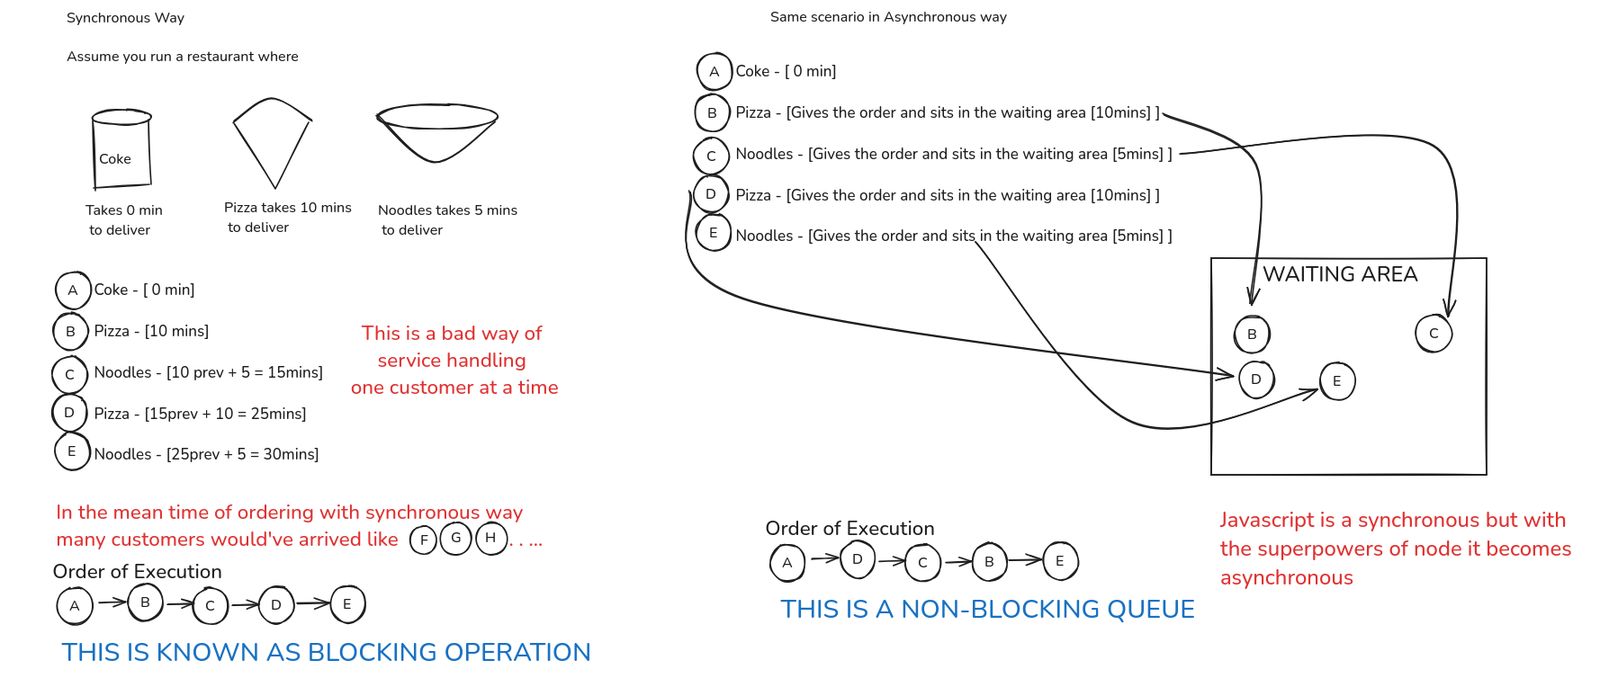 Synchronous Way
Assume you run a restaurant where
Coke
Takes 0 min
to deliver
Pizza takes 10 mins
to deliver
Noodles takes 5 mins
to deliver
A Coke - [ 0 min]
B Pizza - [10 mins]
C Noodles - [10 prev + 5 = 15mins]
D Pizza - [15prev + 10 = 25mins]
E Noodles - [25prev + 5 = 30mins]
This is a bad way of
service handling
one customer at a time
In the mean time of ordering with synchronous way
many customers would've arrived like F G H . . ...
Order of Execution
A B C D E
THIS IS KNOWN AS BLOCKING OPERATION
Same scenario in Asynchronous way
A Coke - [ 0 min]
B Pizza - [Gives the order and sits in the waiting area [10mins] ]
C Noodles - [Gives the order and sits in the waiting area [5mins] ]
D Pizza - [Gives the order and sits in the waiting area [10mins] ]
E Noodles - [Gives the order and sits in the waiting area [5mins] ]
WAITING AREA
B C
D E
Order of Execution
A D C B E
THIS IS A NON-BLOCKING QUEUE
Javascript is a synchronous but with
the superpowers of node it becomes
asynchronous